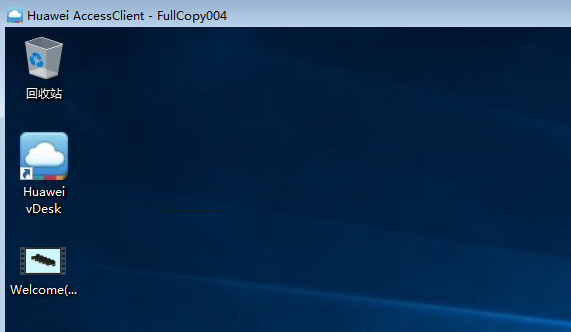 Huawei AccessClient - FullCopy004
回收站
Huawei
vDesk
Welcome(...